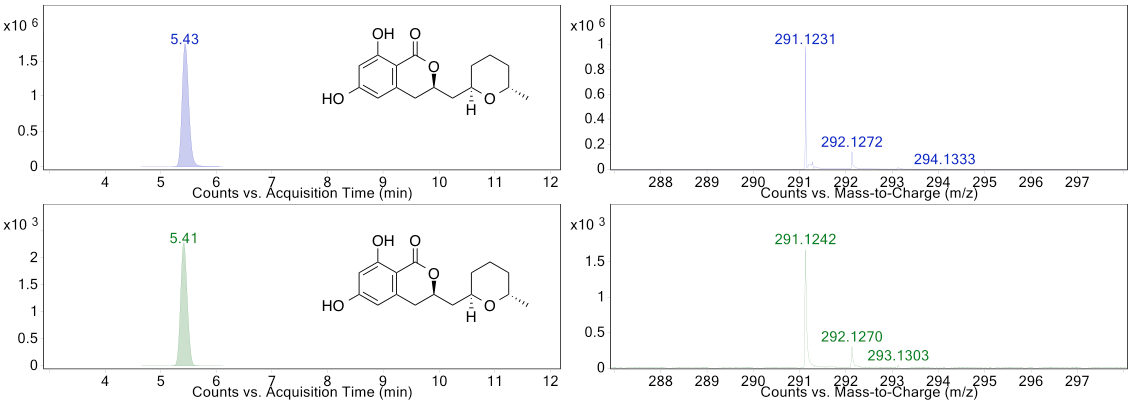 x10 6
5.43
1.5
1
0.5
0
4 5 6 7 8 9 10 11 12
Counts vs. Acquisition Time (min)
OH O
O
HO
O
H
x10 6
291.1231
1
0.8
0.6
0.4
0.2
0
292.1272
294.1333
288 289 290 291 292 293 294 295 296 297
Counts vs. Mass-to-Charge (m/z)
x10 3
5.41
2
1.5
1
0.5
0
4 5 6 7 8 9 10 11 12
Counts vs. Acquisition Time (min)
OH O
O
HO
O
H
x10 3
291.1242
1.5
1
0.5
0
292.1270
293.1303
288 289 290 291 292 293 294 295 296 297
Counts vs. Mass-to-Charge (m/z)